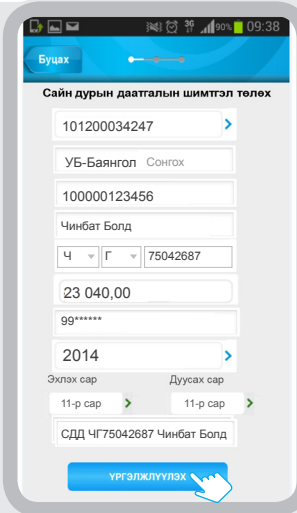 3G 90% 09:38
Буцах
Сайн дурын даатгалын шимтгэл төлөх
101200034247
УБ-Баянгол Сонгох
100000123456
Чинбат Болд
Ч Г 75042687
23 040,00
99******
2014
Эхлэх сар Дуусах сар
11-р сар 11-р сар
СДД ЧГ75042687 Чинбат Болд
ҮРГЭЛЖЛҮҮЛЭХ